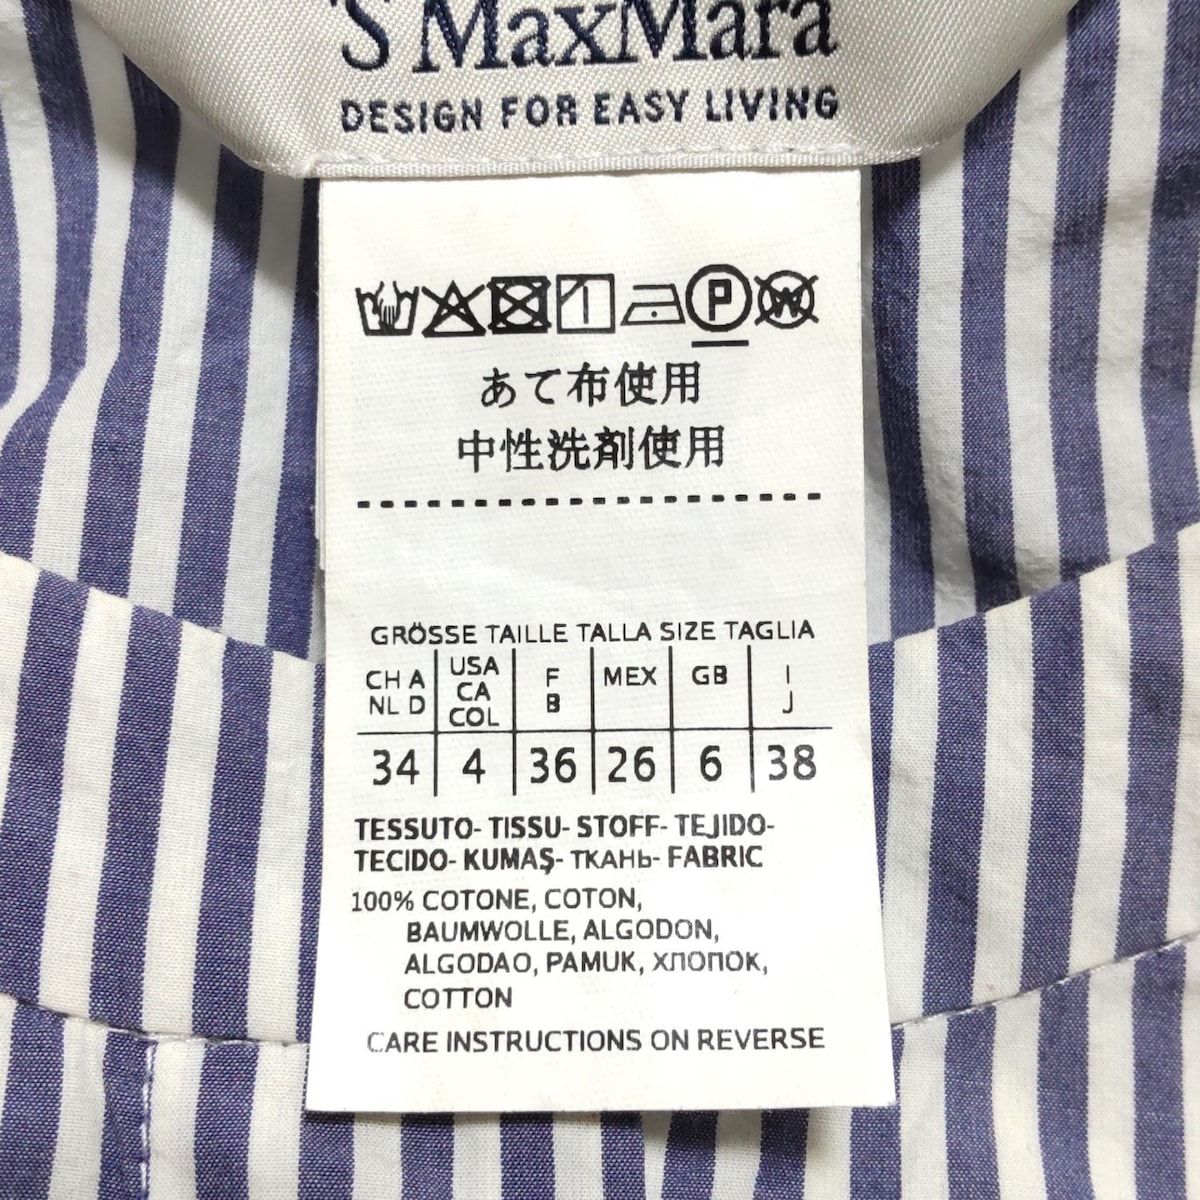 'S MaxMara
DESIGN FOR EASY LIVING
P W
あて布使用
中性洗剤使用
GRÖSSE TAILLE TALLA SIZE TAGLIA
CH A NL D USA CA COL F B MEX GB I J
34 4 36 26 6 38
TESSUTO- TISSU- STOFF- TEJIDO-
TECIDO- KUMAŞ- ТКАНЬ- FABRIC
100% COTONE, COTON,
BAUMWOLLE, ALGODON,
ALGODAO, PAMUK, ХЛОПОК,
COTTON
CARE INSTRUCTIONS ON REVERSE